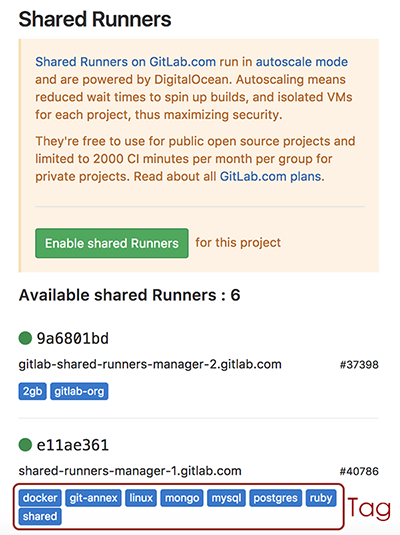 Shared Runners
Shared Runners on GitLab.com run in autoscale mode
and are powered by DigitalOcean. Autoscaling means
reduced wait times to spin up builds, and isolated VMs
for each project, thus maximizing security.
They're free to use for public open source projects and
limited to 2000 CI minutes per month per group for
private projects. Read about all GitLab.com plans.
Enable shared Runners for this project
Available shared Runners : 6
9a6801bd
gitlab-shared-runners-manager-2.gitlab.com #37398
2gb gitlab-org
e11ae361
shared-runners-manager-1.gitlab.com #40786
docker git-annex linux mongo mysql postgres ruby
shared
Tag